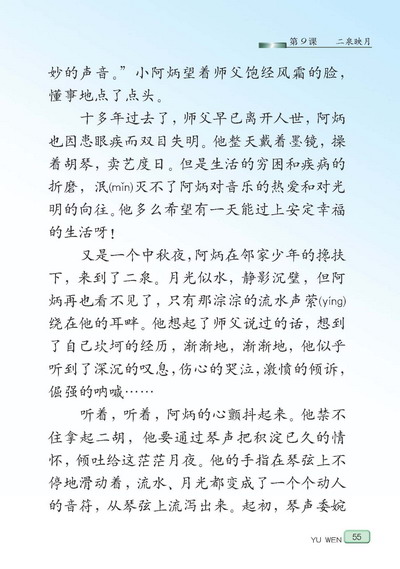 第9课　二泉映月
妙的声音。”小阿炳望着师父饱经风霜的脸，
懂事地点了点头。
十多年过去了，师父早已离开人世，阿炳
也因患眼疾而双目失明。他整天戴着墨镜，操
着胡琴，卖艺度日。但是生活的穷困和疾病的
折磨，泯(mǐn)灭不了阿炳对音乐的热爱和对光
明的向往。他多么希望有一天能过上安定幸福
的生活呀！
又是一个中秋夜，阿炳在邻家少年的搀扶
下，来到了二泉。月光似水，静影沉璧，但阿
炳再也看不见了，只有那淙淙的流水声萦(yíng)
绕在他的耳畔。他想起了师父说过的话，想到
了自己坎坷的经历，渐渐地，渐渐地，他似乎
听到了深沉的叹息，伤心的哭泣，激愤的倾诉，
倔强的呐喊……
听着，听着，阿炳的心颤抖起来。他禁不
住拿起二胡，他要通过琴声把积淀已久的情
怀，倾吐给这茫茫月夜。他的手指在琴弦上不
停地滑动着，流水、月光都变成了一个个动人
的音符，从琴弦上流泻出来。起初，琴声委婉
YU WEN 55